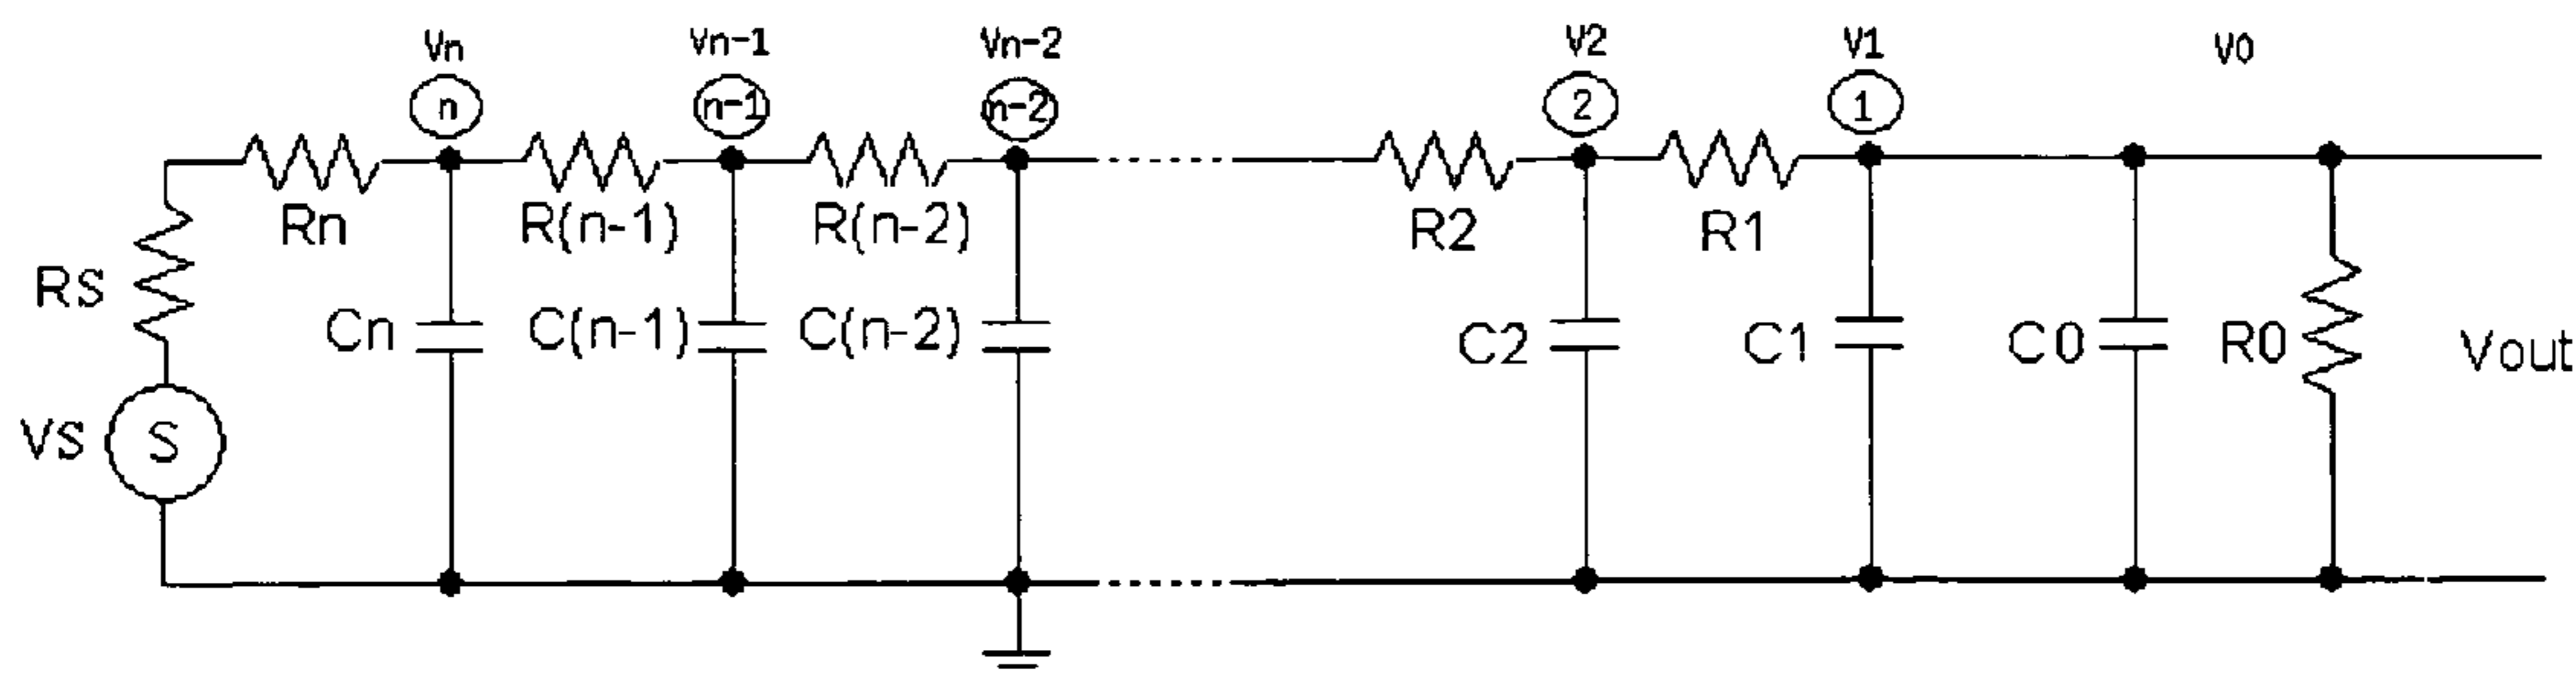 Vn Vn-1 Vn-2 V2 V1 V0
n n-1 n-2 2 1
Rn R(n-1) R(n-2) R2 R1
RS Cn C(n-1) C(n-2) C2 C1 C0 R0 Vout
VS S